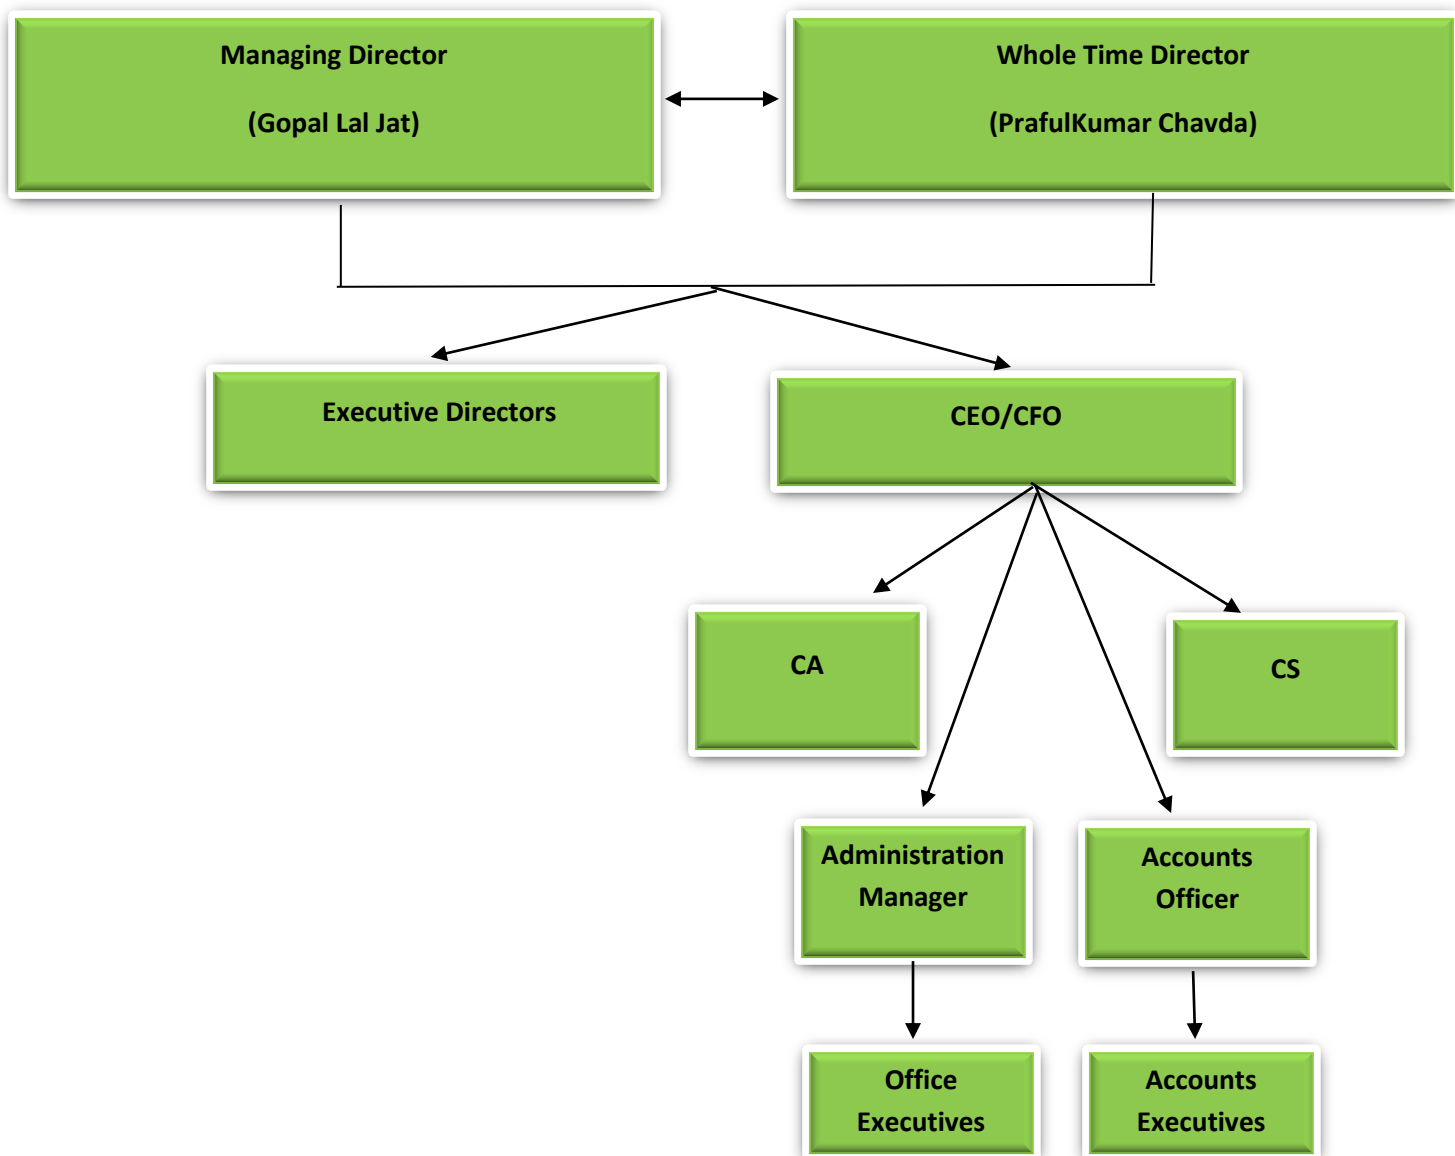 Managing Director
(Gopal Lal Jat)
Whole Time Director
(PrafulKumar Chavda)
Executive Directors
CEO/CFO
CA
CS
Administration
Manager
Accounts
Officer
Office
Executives
Accounts
Executives